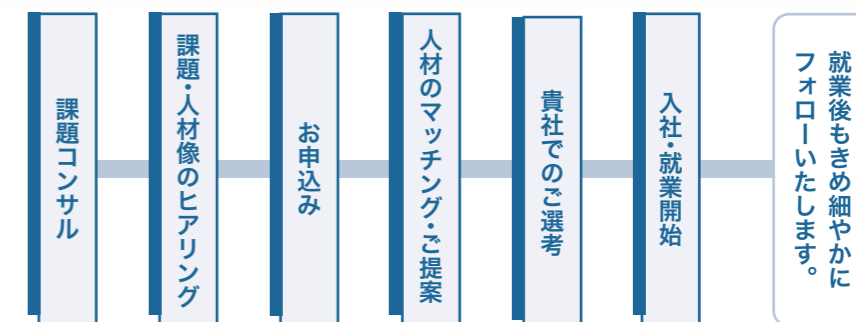 課題コンサル
課題・人材像のヒアリング
お申込み
人材のマッチング・ご提案
貴社でのご選考
入社・就業開始
就業後もきめ細やかに
フォローいたします。